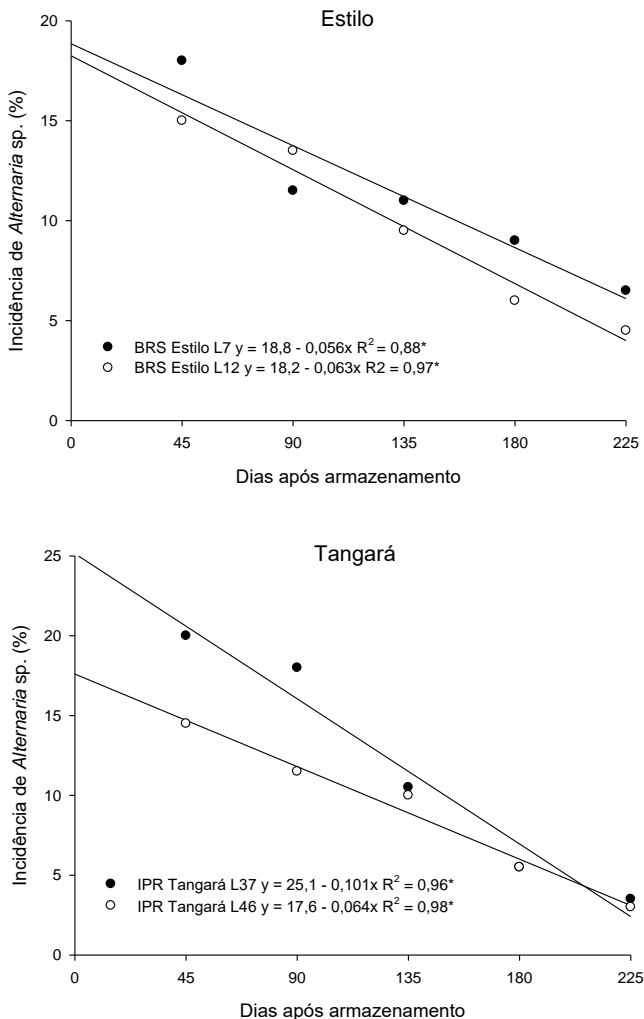 Estilo
20
15
10
5
0
Incidência de Alternaria sp. (%)
BRS Estilo L7 y = 18,8 - 0,056x R² = 0,88*
BRS Estilo L12 y = 18,2 - 0,063x R2 = 0,97*
0 45 90 135 180 225
Dias após armazenamento
Tangará
25
20
15
10
5
0
Incidência de Alternaria sp. (%)
IPR Tangará L37 y = 25,1 - 0,101x R² = 0,96*
IPR Tangará L46 y = 17,6 - 0,064x R² = 0,98*
0 45 90 135 180 225
Dias após armazenamento